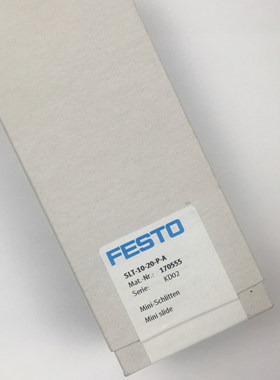 FESTO
SLT-10-20-P-A
Mat.-Nr.: 170555
Serie: KD02
Mini-Schlitten
Mini slide